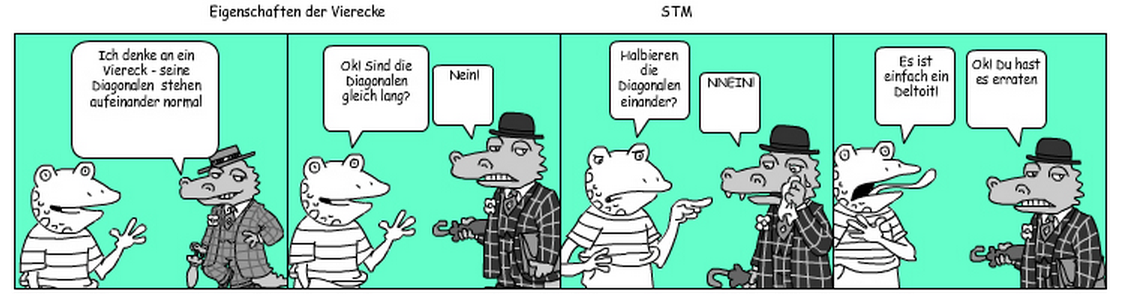 Eigenschaften der Vierecke
STM
Ich denke an ein
Viereck - seine
Diagonalen stehen
aufeinander normal
Ok! Sind die
Diagonalen
gleich lang?
Nein!
Halbieren
die
Diagonalen
einander?
NNEIN!
Es ist
einfach ein
Deltoit!
Ok! Du hast
es erraten